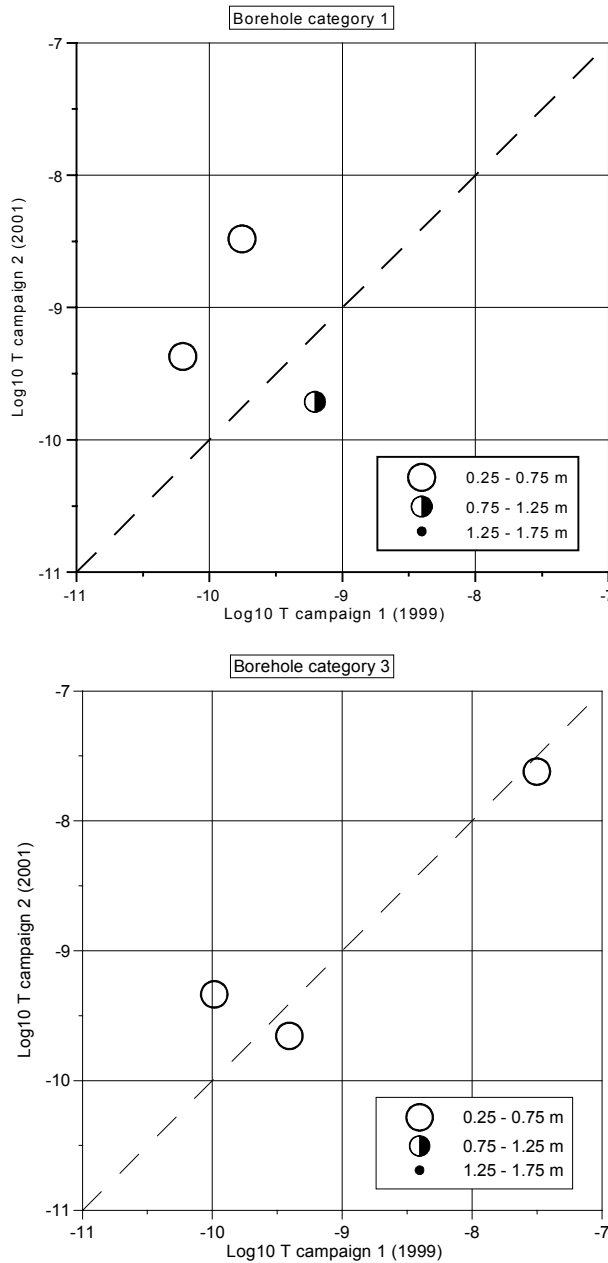 Borehole category 1
-7
-8
-9
-10
-11
Log10 T campaign 2 (2001)
0.25 - 0.75 m
0.75 - 1.25 m
1.25 - 1.75 m
-11 -10 -9 -8 -7
Log10 T campaign 1 (1999)
Borehole category 3
-7
-8
-9
-10
-11
Log10 T campaign 2 (2001)
0.25 - 0.75 m
0.75 - 1.25 m
1.25 - 1.75 m
-11 -10 -9 -8 -7
Log10 T campaign 1 (1999)